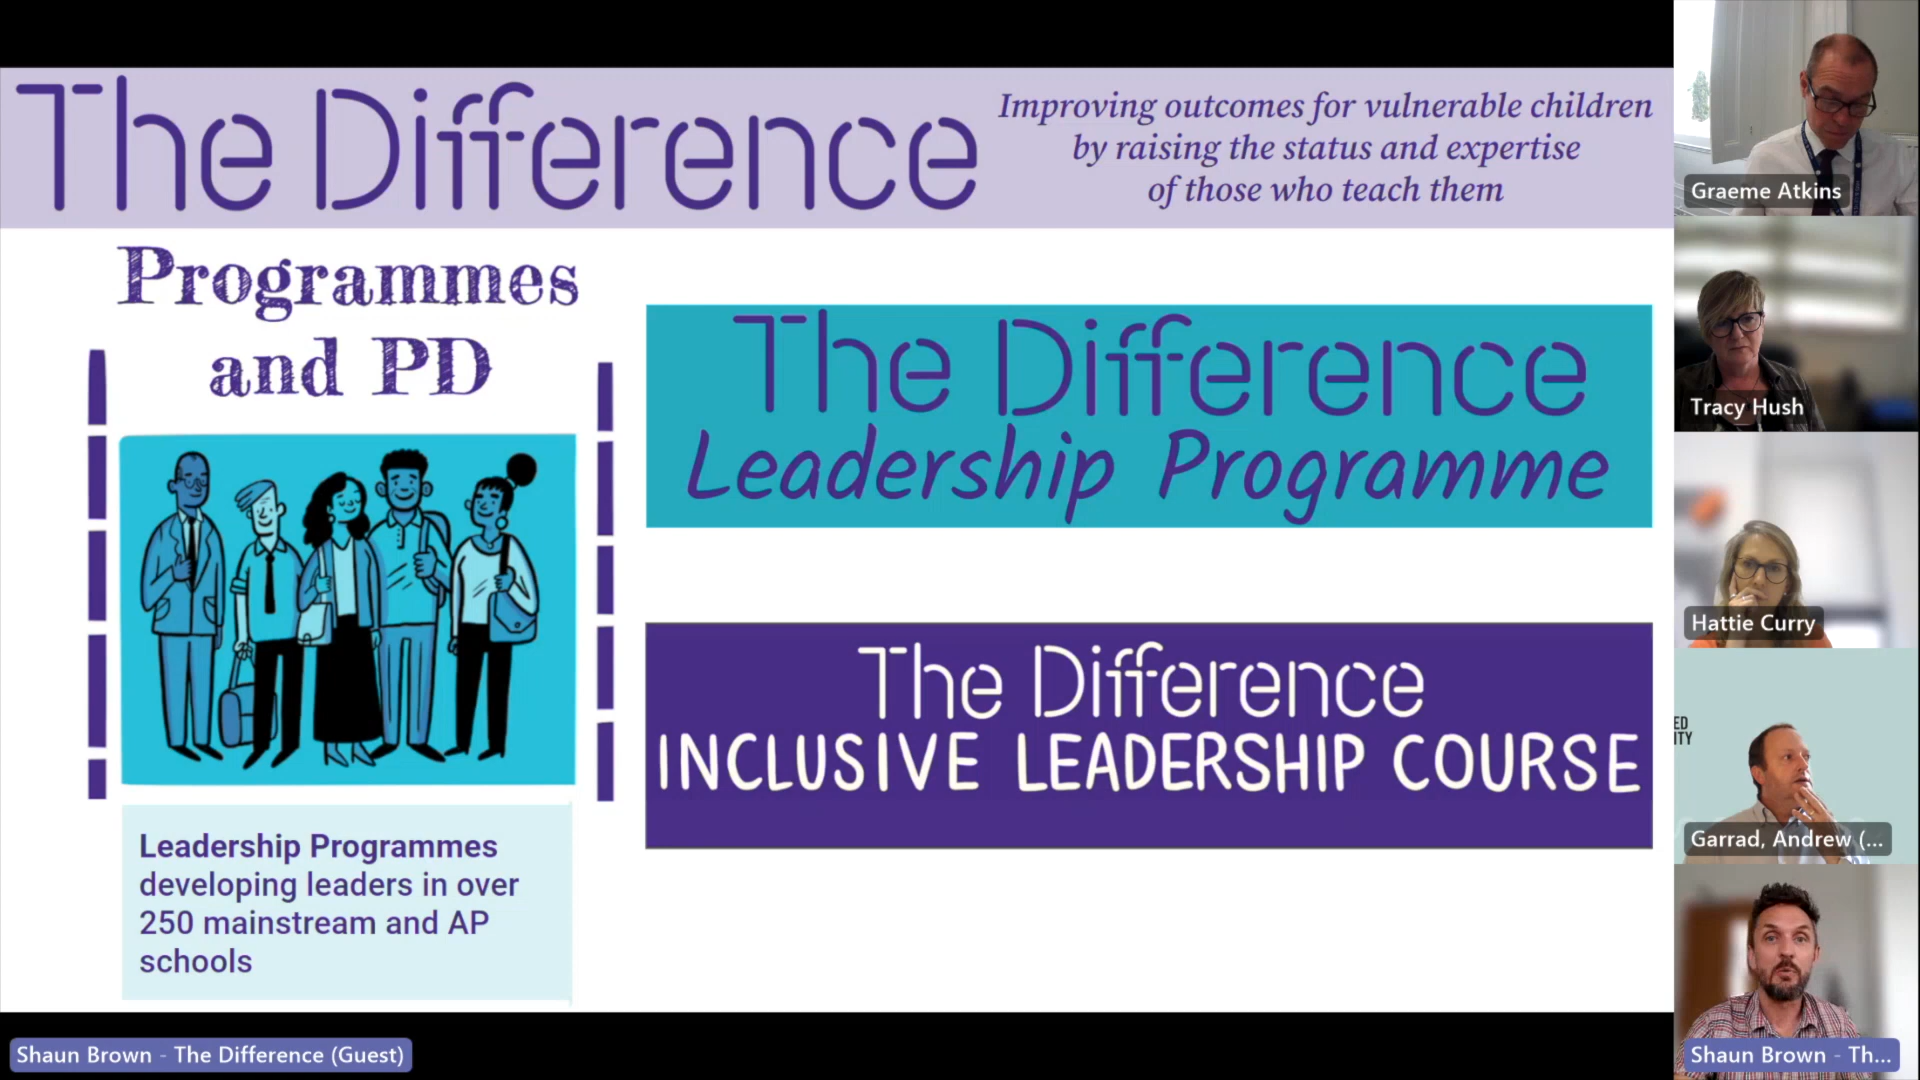 The Difference
Improving outcomes for vulnerable children
by raising the status and expertise
of those who teach them
Programmes
and PD
Leadership Programmes
developing leaders in over
250 mainstream and AP
schools
The Difference
Leadership Programme
The Difference
INCLUSIVE LEADERSHIP COURSE
Graeme Atkins
Tracy Hush
Hattie Curry
ED
ITY
Garrad, Andrew (...
Shaun Brown - Th...
Shaun Brown - The Difference (Guest)